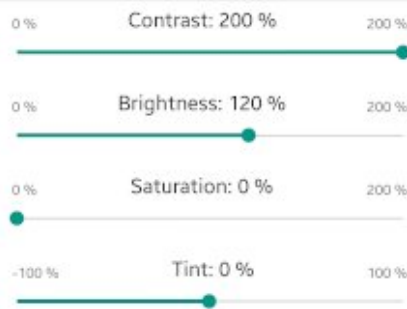 0 % Contrast: 200 % 200 %
0 % Brightness: 120 % 200 %
0 % Saturation: 0 % 200 %
-100 % Tint: 0 % 100 %